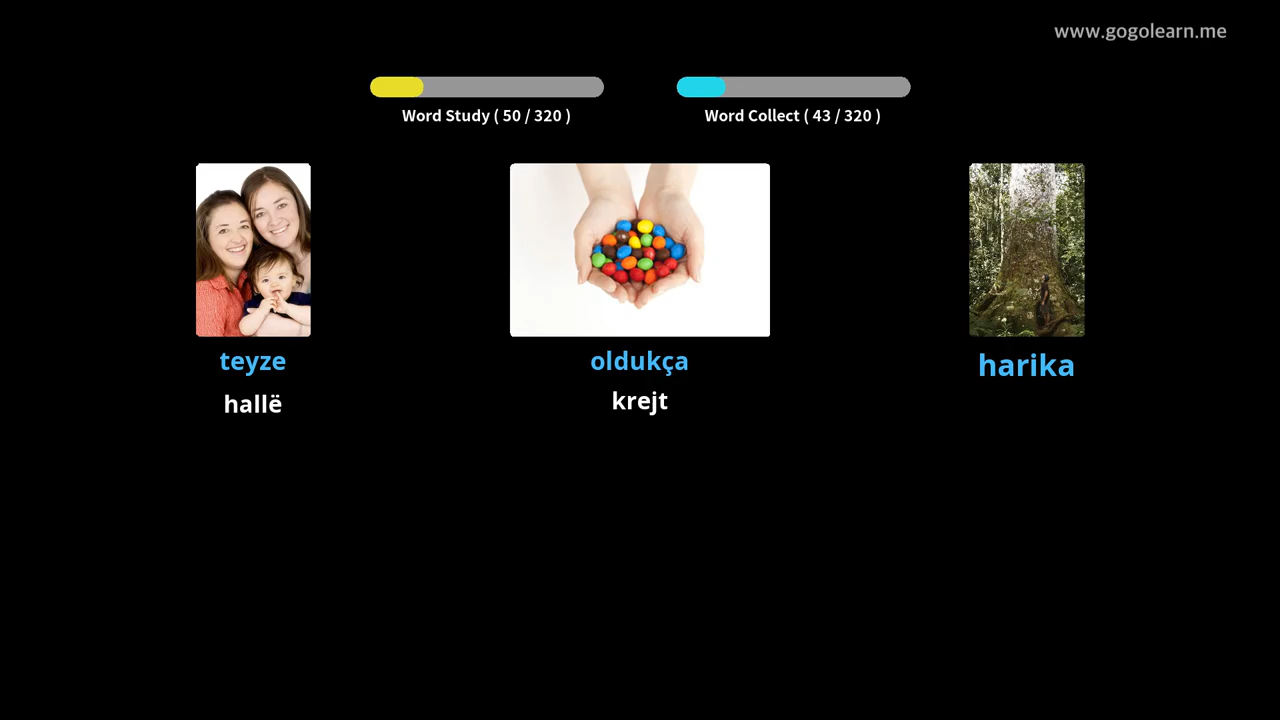 www.gogolearn.me
Word Study ( 50 / 320 )
Word Collect ( 43 / 320 )
teyze
oldukça
harika
hallë
krejt